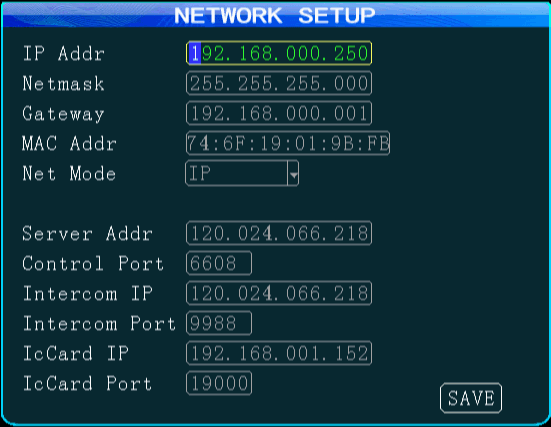 NETWORK SETUP
IP Addr 192.168.000.250
Netmask 255.255.255.000
Gateway 192.168.000.001
MAC Addr 74:6F:19:01:9B:FB
Net Mode IP
Server Addr 120.024.066.218
Control Port 6608
Intercom IP 120.024.066.218
Intercom Port 9988
IcCard IP 192.168.001.152
IcCard Port 19000
SAVE